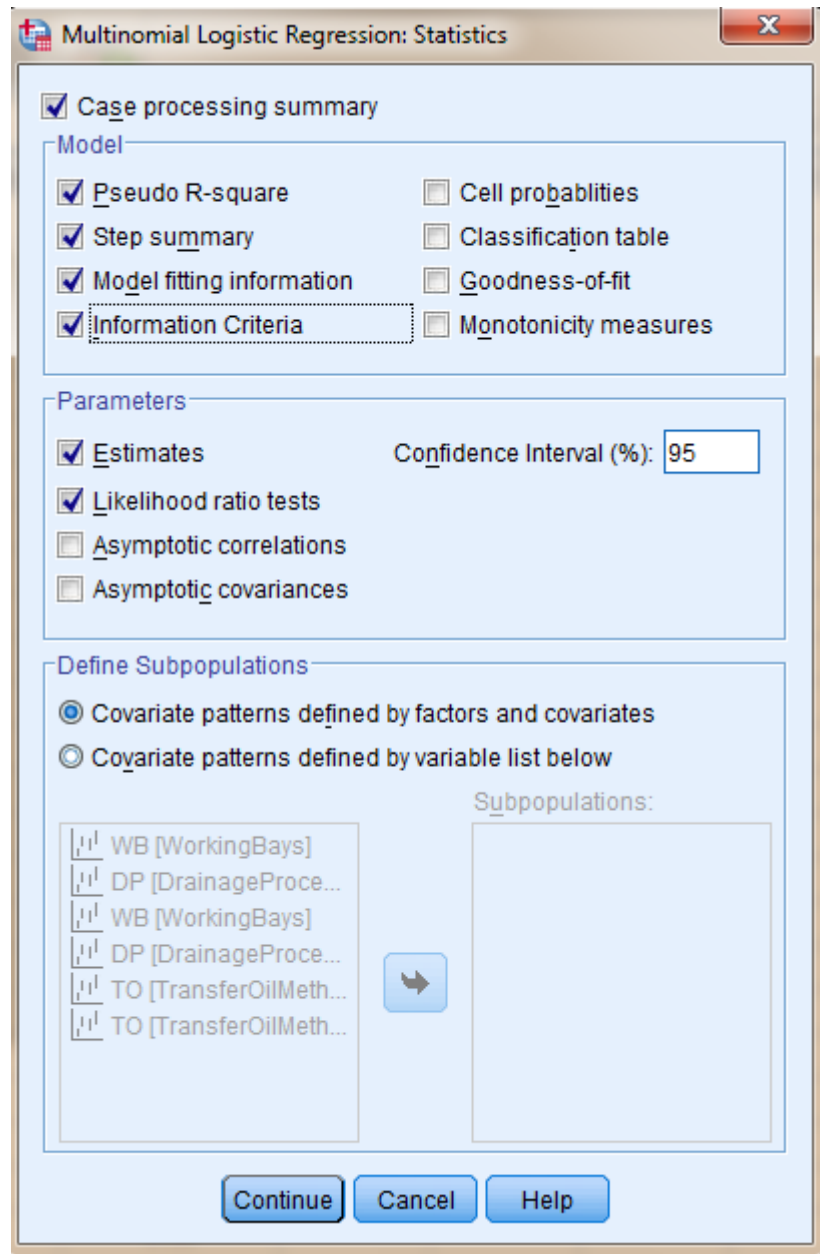 Multinomial Logistic Regression: Statistics
Case processing summary
Model
Pseudo R-square
Cell probablities
Step summary
Classification table
Model fitting information
Goodness-of-fit
Information Criteria
Monotonicity measures
Parameters
Estimates
Confidence Interval (%): 95
Likelihood ratio tests
Asymptotic correlations
Asymptotic covariances
Define Subpopulations
Covariate patterns defined by factors and covariates
Covariate patterns defined by variable list below
Subpopulations:
WB [WorkingBays]
DP [DrainageProce...
WB [WorkingBays]
DP [DrainageProce...
TO [TransferOilMeth...
TO [TransferOilMeth...
Continue Cancel Help